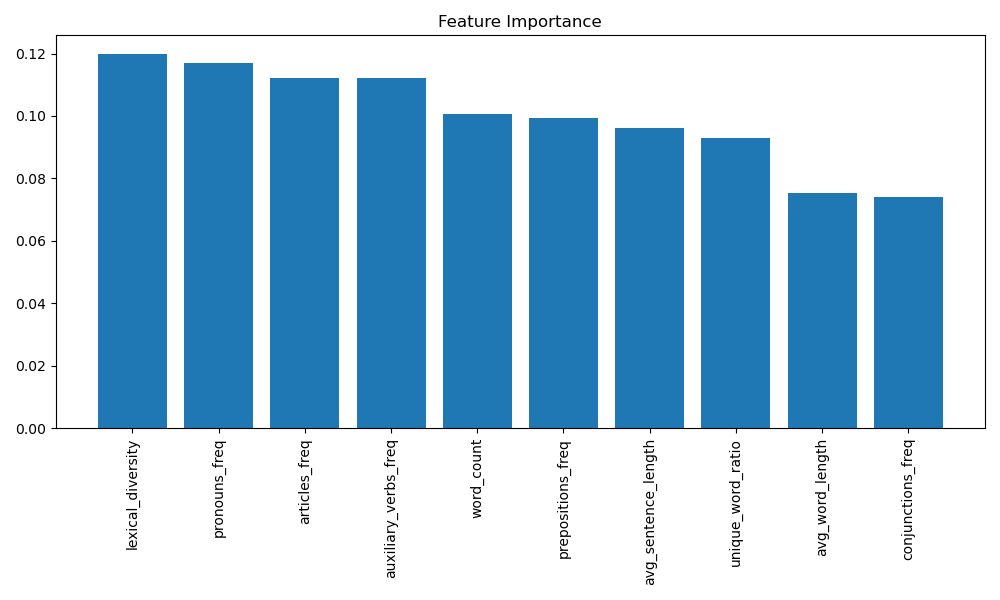 Feature Importance
0.12
0.10
0.08
0.06
0.04
0.02
0.00
lexical_diversity
pronouns_freq
articles_freq
auxiliary_verbs_freq
word_count
prepositions_freq
avg_sentence_length
unique_word_ratio
avg_word_length
conjunctions_freq